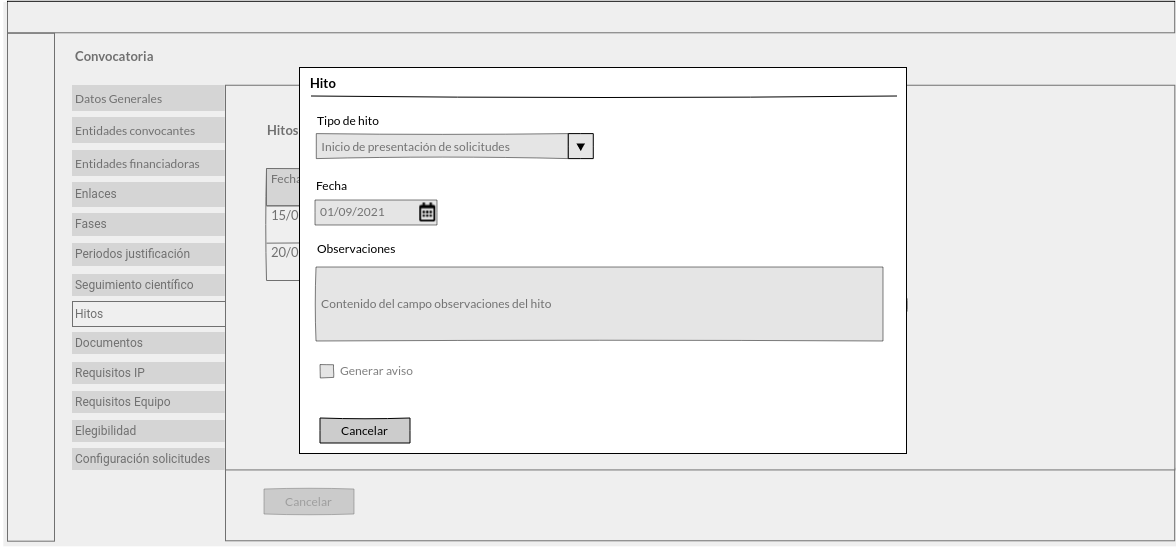 Convocatoria
Datos Generales
Entidades convocantes
Entidades financiadoras
Enlaces
Fases
Periodos justificación
Seguimiento científico
Hitos
Documentos
Requisitos IP
Requisitos Equipo
Elegibilidad
Configuración solicitudes
Hitos
Fecha
15/0
20/0
Hito
Tipo de hito
Inicio de presentación de solicitudes
Fecha
01/09/2021
Observaciones
Contenido del campo observaciones del hito
Generar aviso
Cancelar
Cancelar